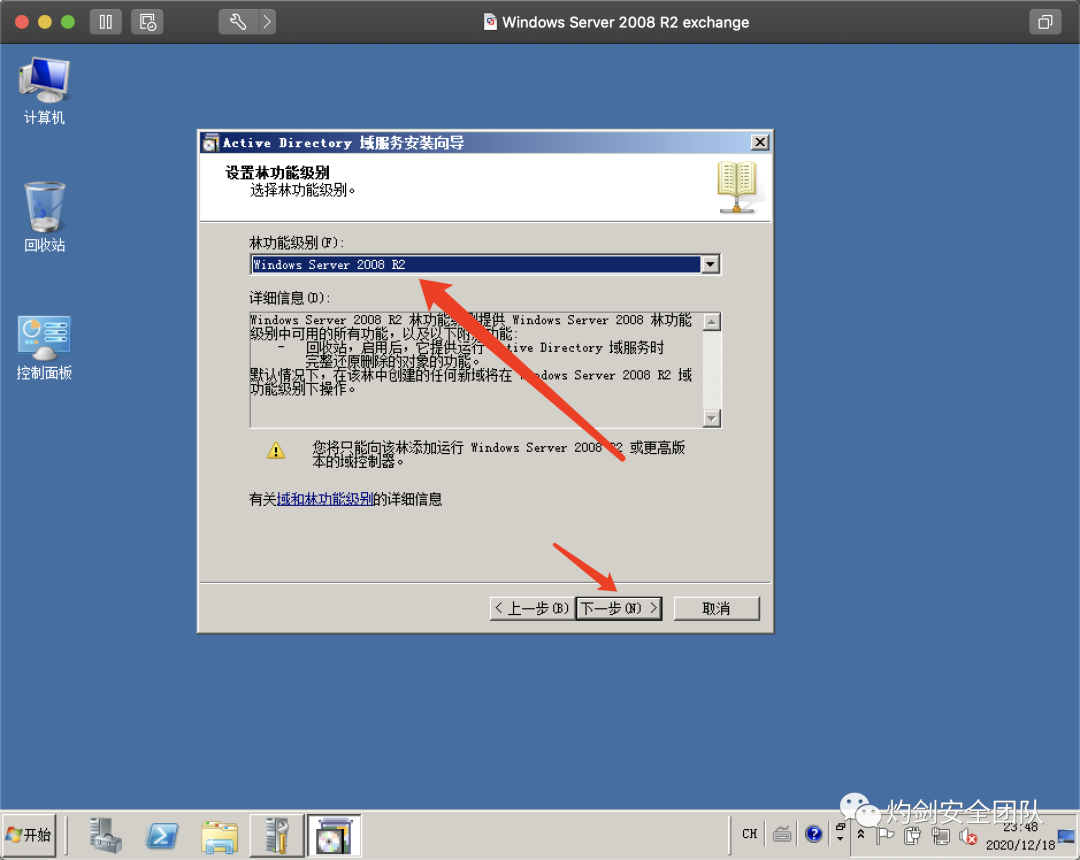 Windows Server 2008 R2 exchange
计算机
回收站
控制面板
Active Directory 域服务安装向导
设置林功能级别
选择林功能级别。
林功能级别(F):
Windows Server 2008 R2
详细信息(D):
Windows Server 2008 R2 林功能级别提供 Windows Server 2008 林功能
级别中可用的所有功能，以及以下附加功能:
- 回收站，启用后，它提供运行 Active Directory 域服务时
完整还原删除的对象的功能。
默认情况下，在该林中创建的任何新域将在 Windows Server 2008 R2 域
功能级别下操作。
您将只能向该林添加运行 Windows Server 2008 R2 或更高版
本的域控制器。
有关域和林功能级别的详细信息
< 上一步(B)
下一步(N) >
取消
开始
CH
灼剑安全团队
23:48
2020/12/18